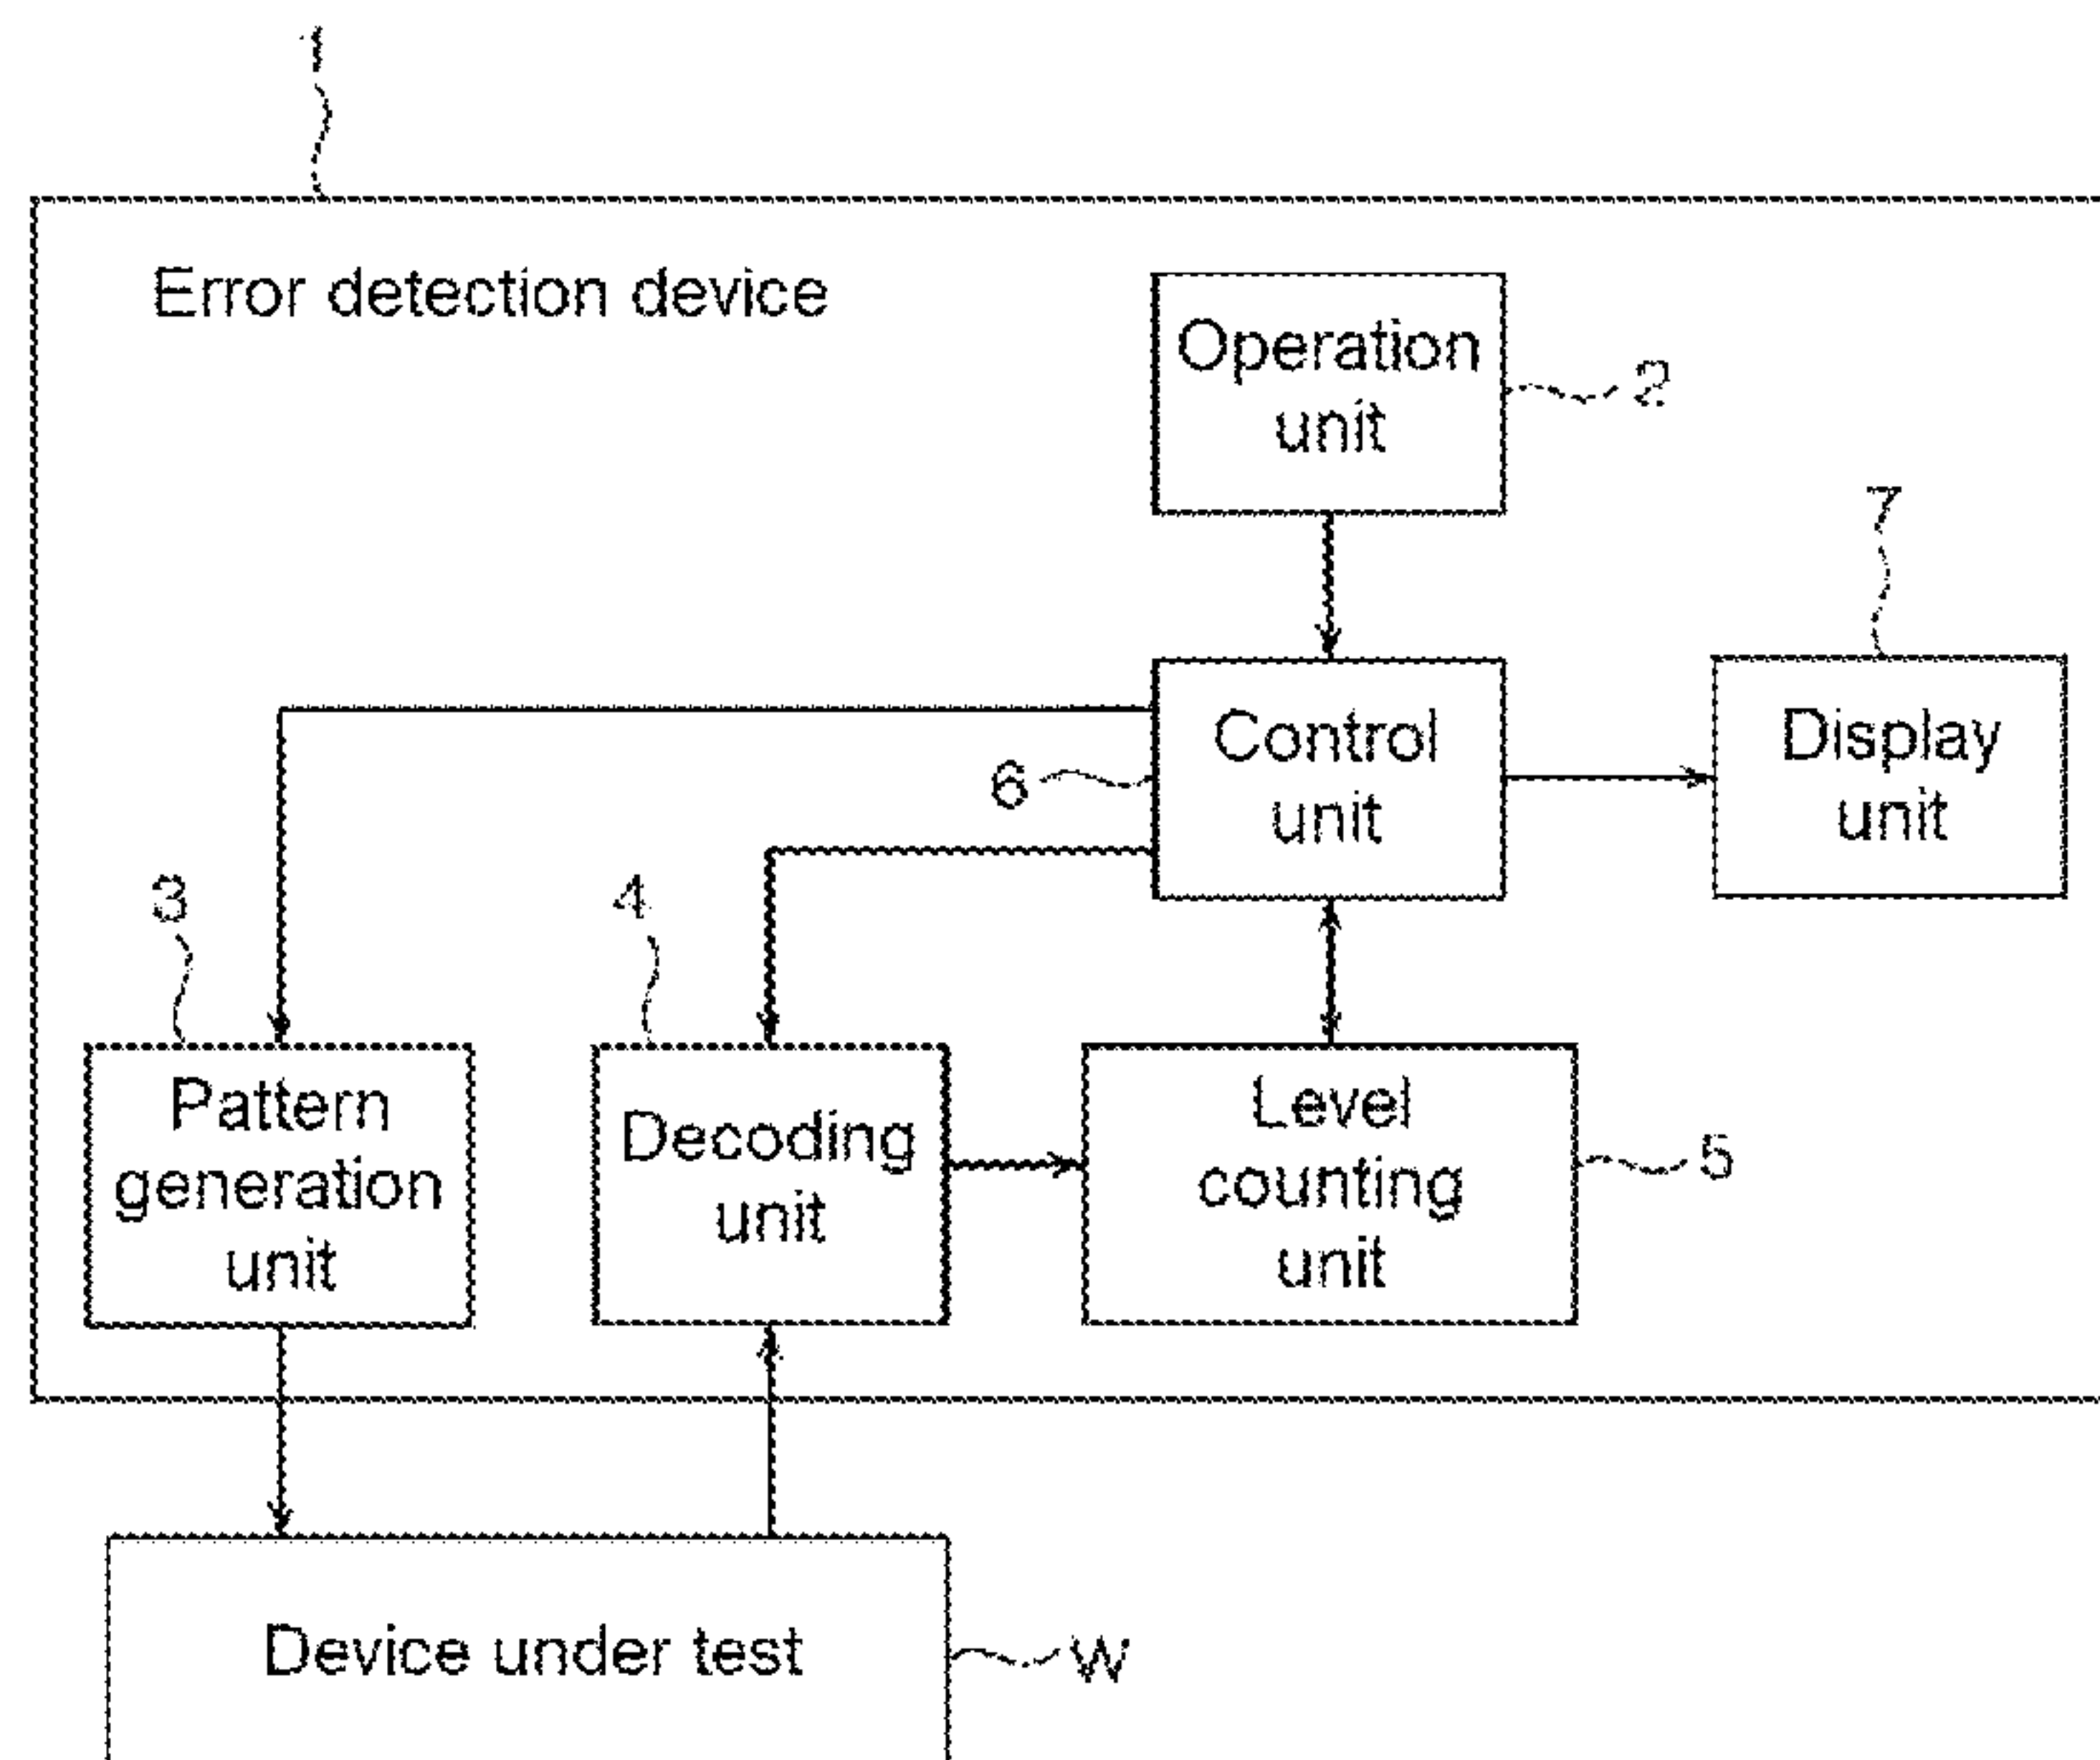 1
Error detection device
Operation
unit
2
7
Control
unit
6
Display
unit
3
4
Pattern
generation
unit
Decoding
unit
Level
counting
unit
5
Device under test
W